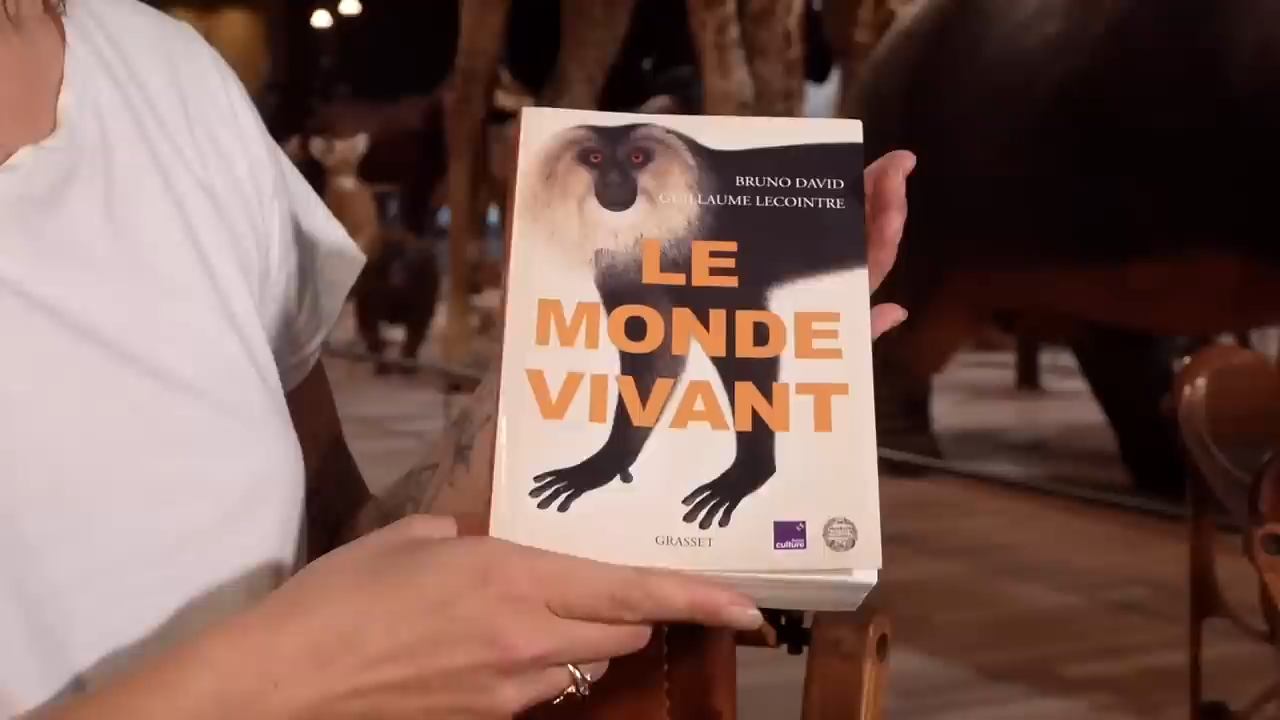 BRUNO DAVID
GUILLAUME LECOINTRE
LE
MONDE
VIVANT
GRASSET
culture